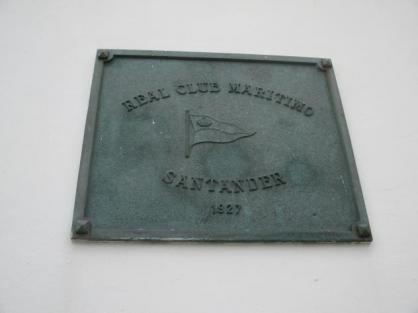 REAL CLUB MARITIMO
SANTANDER
1927